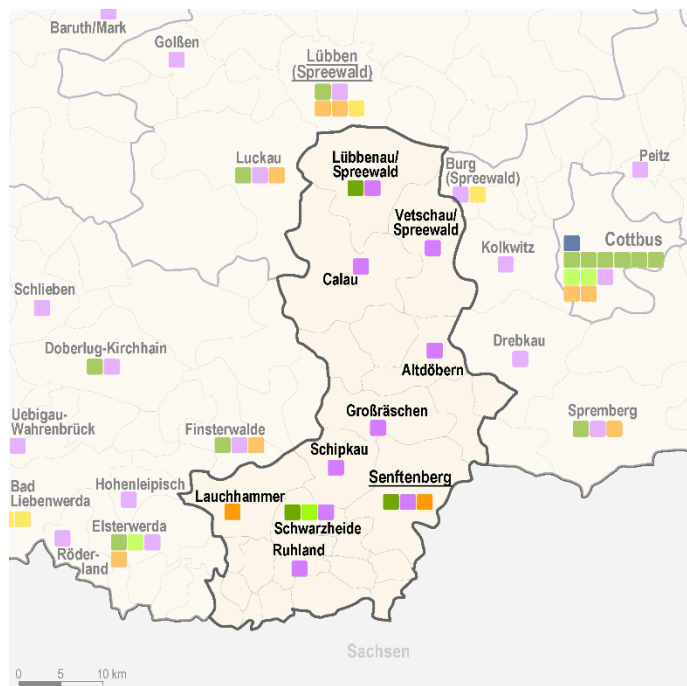 Baruth/Mark
Golßen
Lübben
(Spreewald)
Luckau
Lübbenau/
Spreewald
Burg
(Spreewald)
Peitz
Vetschau/
Spreewald
Cottbus
Kolkwitz
Calau
Schlieben
Drebkau
Doberlug-Kirchhain
Altdöbern
Uebigau-
Wahrenbrück
Großräschen
Finsterwalde
Spremberg
Schipkau
Bad
Liebenwerda
Hohenleipisch
Lauchhammer
Senftenberg
Elsterwerda
Schwarzheide
Röder-
land
Ruhland
Sachsen
0 5 10 km